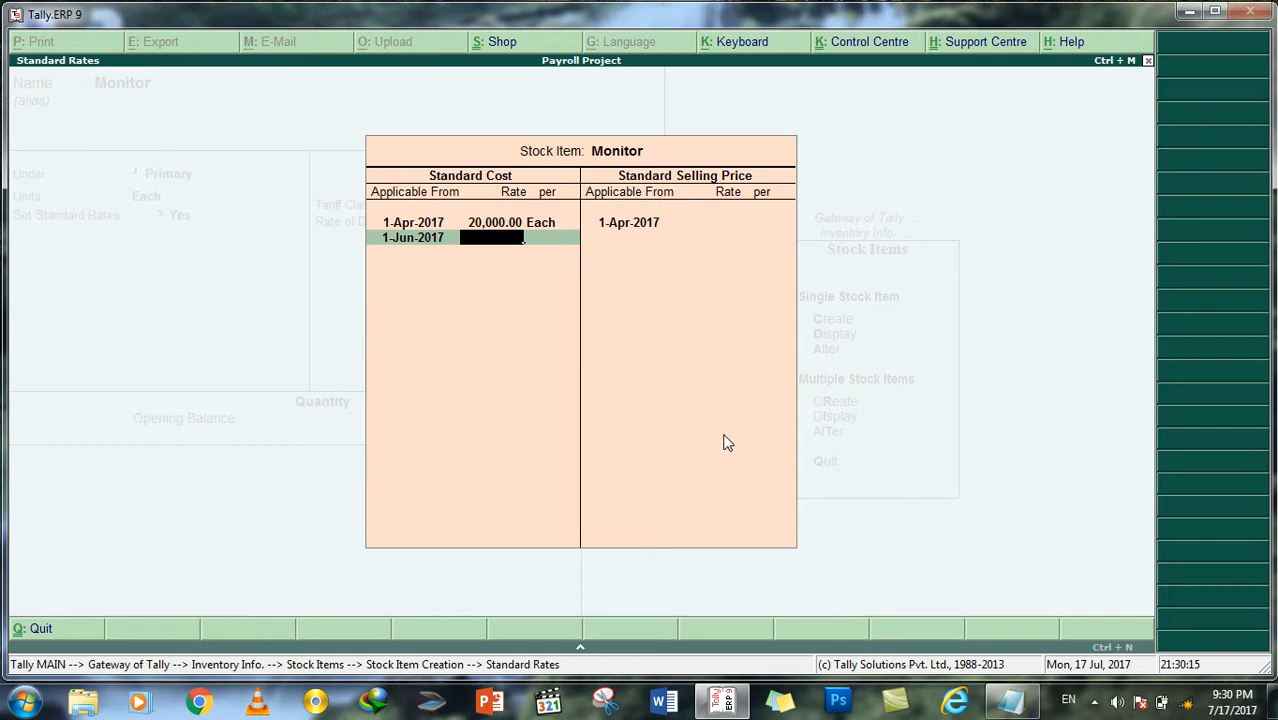 Tally.ERP 9
P: Print E: Export M: E-Mail O: Upload S: Shop G: Language K: Keyboard K: Control Centre H: Support Centre H: Help
Standard Rates Payroll Project Ctrl + M
Name : Monitor
(alias) :
Stock Item: Monitor
Standard Cost Standard Selling Price
Applicable From Rate per Applicable From Rate per
Under Primary
Units Each
Set Standard Rates ? Yes
Tariff Clas
Rate of D
1-Apr-2017 20,000.00 Each 1-Apr-2017
1-Jun-2017
Gateway of Tally ....
Inventory Info. ....
Stock Items
Single Stock Item
Create
Display
Alter
Multiple Stock Items
CReate
DIsplay
AlTer
Quit
Quantity
Opening Balance
Q: Quit
Ctrl + N
Tally MAIN --> Gateway of Tally --> Inventory Info. --> Stock Items --> Stock Item Creation --> Standard Rates (c) Tally Solutions Pvt. Ltd., 1988-2013 Mon, 17 Jul, 2017 21:30:15
EN 9:30 PM
7/17/2017